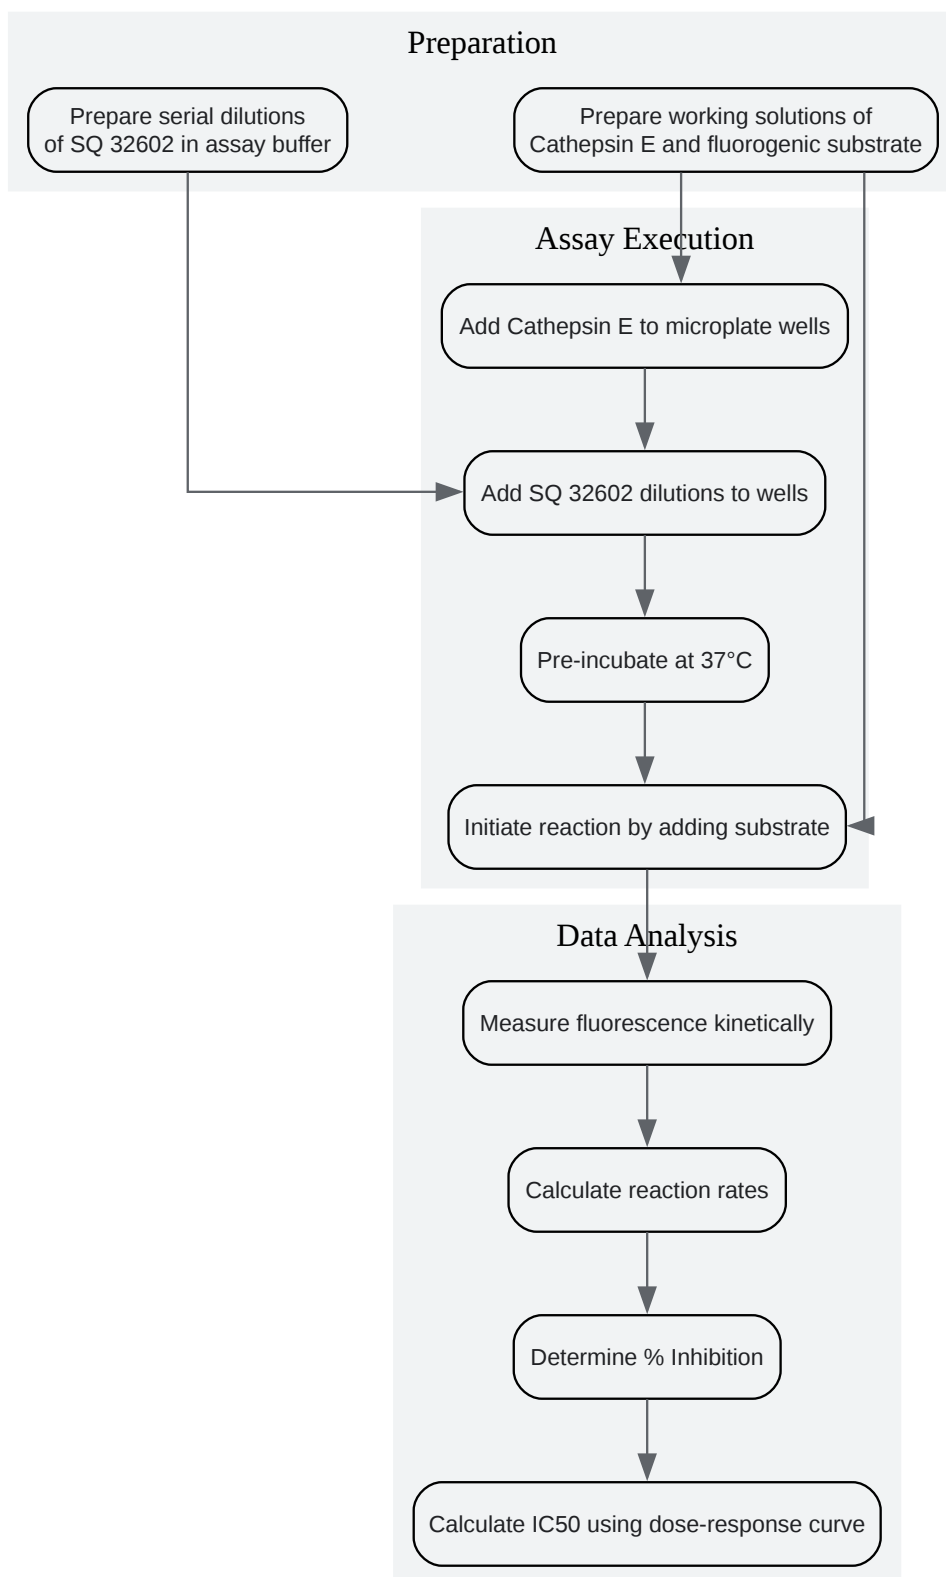 Preparation
Prepare serial dilutions
of SQ 32602 in assay buffer
Prepare working solutions of
Cathepsin E and fluorogenic substrate
Assay Execution
Add Cathepsin E to microplate wells
Add SQ 32602 dilutions to wells
Pre-incubate at 37°C
Initiate reaction by adding substrate
Data Analysis
Measure fluorescence kinetically
Calculate reaction rates
Determine % Inhibition
Calculate IC50 using dose-response curve